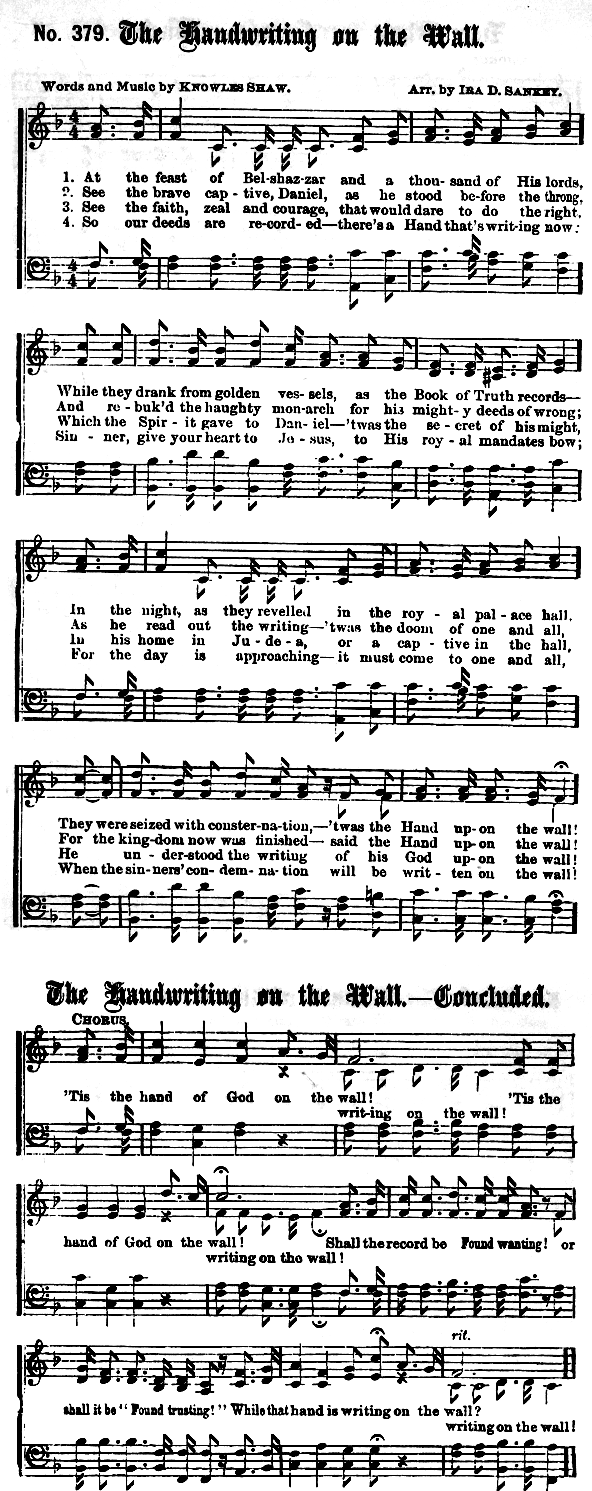 No. 379. The Handwriting on the Wall.
Words and Music by KNOWLES SHAW. Arr. by IRA D. SANKEY.
1. At the feast of Bel-shaz-zar and a thou-sand of His lords,
2. See the brave cap-tive, Daniel, as he stood be-fore the throng,
3. See the faith, zeal and courage, that would dare to do the right,
4. So our deeds are re-cord-ed—there's a Hand that's writ-ing now:
While they drank from golden ves-sels, as the Book of Truth records—
And re-buk'd the haughty mon-arch for his might-y deeds of wrong;
Which the Spir-it gave to Dan-iel—'twas the se-cret of his might,
Sin-ner, give your heart to Je-sus, to His roy-al mandates bow;
In the night, as they revelled in the roy-al pal-ace hall,
As he read out the writing—'twas the doom of one and all,
In his home in Ju-de-a, or a cap-tive in the hall,
For the day is approaching—it must come to one and all,
They were seized with conster-na-tion,—'twas the Hand up-on the wall!
For the king-dom now was finished—said the Hand up-on the wall!
He un-der-stood the writing of his God up-on the wall!
When the sin-ners' con-dem-na-tion will be writ-ten on the wall!
The Handwriting on the Wall.—Concluded.
CHORUS.
'Tis the hand of God on the wall! 'Tis the
writ-ing on the wall!
hand of God on the wall! Shall the record be Found wanting! or
writing on the wall!
rit.
shall it be "Found trusting!" While that hand is writing on the wall?
writing on the wall!